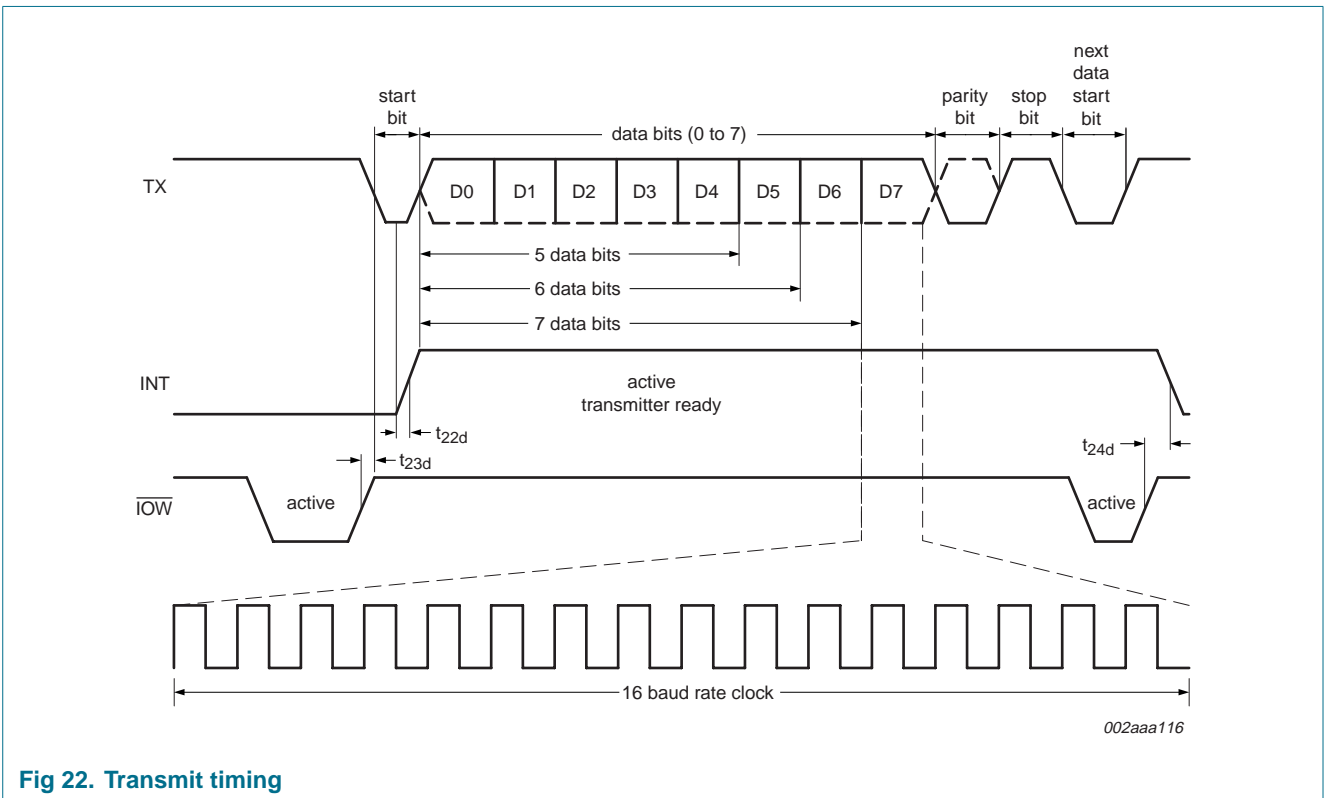 next
data
start
bit
start
bit
parity
bit
stop
bit
data bits (0 to 7)
TX
D0 D1 D2 D3 D4 D5 D6 D7
5 data bits
6 data bits
7 data bits
INT
active
transmitter ready
t22d
t24d
t23d
IOW
active
active
16 baud rate clock
002aaa116
Fig 22. Transmit timing